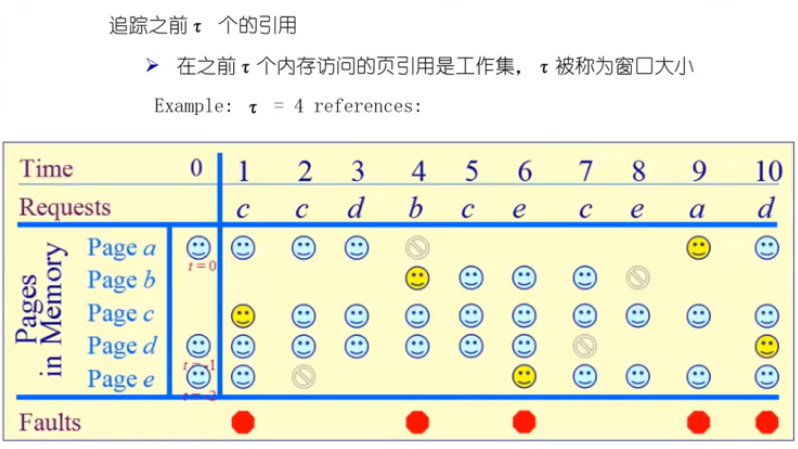 追踪之前 τ 个的引用
➤ 在之前 τ 个内存访问的页引用是工作集， τ 被称为窗口大小
Example: τ = 4 references:
Time 0 1 2 3 4 5 6 7 8 9 10
Requests c c d b c e c e a d
Pages in Memory
Page a
t = 0
Page b
Page c
Page d
t = -1
Page e
t = -2
Faults